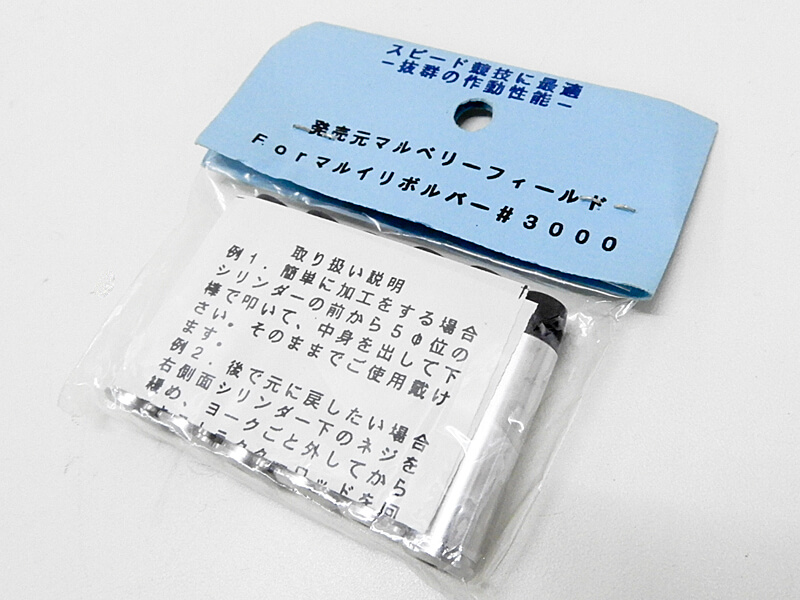 スピード競技に最適
－抜群の作動性能－
発売元マルベリーフィールド
Forマルイリボルバー#3000
取り扱い説明
例1．簡単に加工をする場合
シリンダーの前から5φ位の
棒で叩いて、中身を出して下
さい。そのままでご使用戴け
ます。
例2．後で元に戻したい場合
右側面シリンダー下のネジを
緩め、ヨークごと外してから
ロッドを回